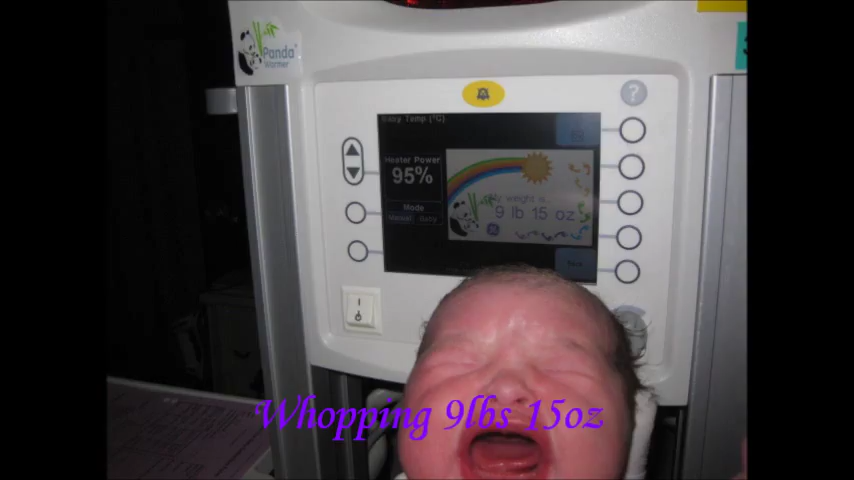 Panda
Warmer
?
Baby Temp (°C)
Heater Power
95%
Mode
Manual Baby
My weight is...
9 lb 15 oz
Whopping 9lbs 15oz